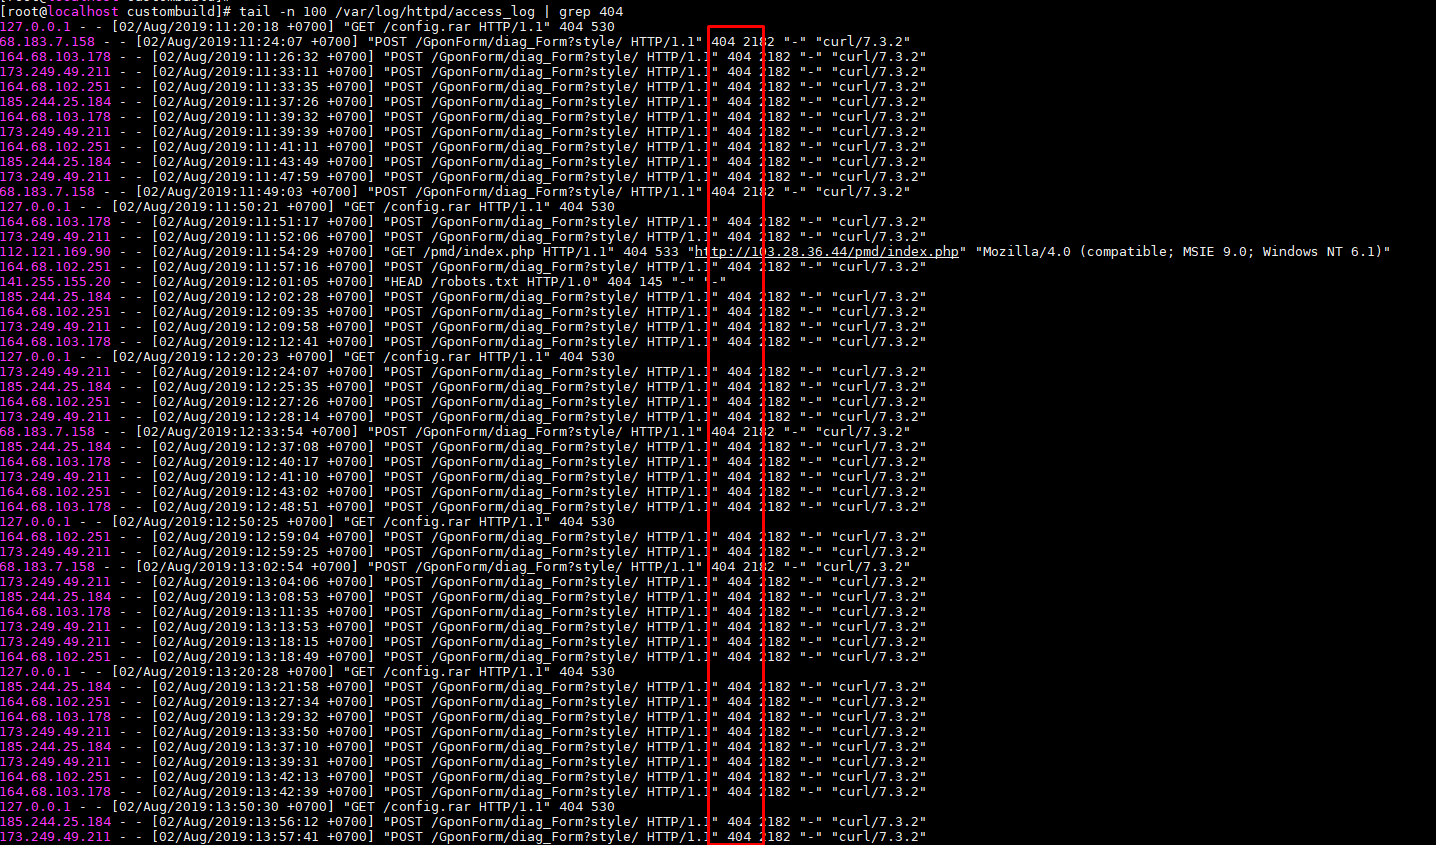 [root@localhost custombuild]# tail -n 100 /var/log/httpd/access_log | grep 404
127.0.0.1 - - [02/Aug/2019:11:20:18 +0700] "GET /config.rar HTTP/1.1" 404 530
68.183.7.158 - - [02/Aug/2019:11:24:07 +0700] "POST /GponForm/diag_Form?style/ HTTP/1.1" 404 2182 "-" "curl/7.3.2"
164.68.103.178 - - [02/Aug/2019:11:26:32 +0700] "POST /GponForm/diag_Form?style/ HTTP/1.1" 404 2182 "-" "curl/7.3.2"
173.249.49.211 - - [02/Aug/2019:11:33:11 +0700] "POST /GponForm/diag_Form?style/ HTTP/1.1" 404 2182 "-" "curl/7.3.2"
164.68.102.251 - - [02/Aug/2019:11:33:35 +0700] "POST /GponForm/diag_Form?style/ HTTP/1.1" 404 2182 "-" "curl/7.3.2"
185.244.25.184 - - [02/Aug/2019:11:37:26 +0700] "POST /GponForm/diag_Form?style/ HTTP/1.1" 404 2182 "-" "curl/7.3.2"
164.68.103.178 - - [02/Aug/2019:11:39:32 +0700] "POST /GponForm/diag_Form?style/ HTTP/1.1" 404 2182 "-" "curl/7.3.2"
173.249.49.211 - - [02/Aug/2019:11:39:39 +0700] "POST /GponForm/diag_Form?style/ HTTP/1.1" 404 2182 "-" "curl/7.3.2"
164.68.102.251 - - [02/Aug/2019:11:41:11 +0700] "POST /GponForm/diag_Form?style/ HTTP/1.1" 404 2182 "-" "curl/7.3.2"
185.244.25.184 - - [02/Aug/2019:11:43:49 +0700] "POST /GponForm/diag_Form?style/ HTTP/1.1" 404 2182 "-" "curl/7.3.2"
173.249.49.211 - - [02/Aug/2019:11:47:59 +0700] "POST /GponForm/diag_Form?style/ HTTP/1.1" 404 2182 "-" "curl/7.3.2"
68.183.7.158 - - [02/Aug/2019:11:49:03 +0700] "POST /GponForm/diag_Form?style/ HTTP/1.1" 404 2182 "-" "curl/7.3.2"
127.0.0.1 - - [02/Aug/2019:11:50:21 +0700] "GET /config.rar HTTP/1.1" 404 530
164.68.103.178 - - [02/Aug/2019:11:51:17 +0700] "POST /GponForm/diag_Form?style/ HTTP/1.1" 404 2182 "-" "curl/7.3.2"
173.249.49.211 - - [02/Aug/2019:11:52:06 +0700] "POST /GponForm/diag_Form?style/ HTTP/1.1" 404 2182 "-" "curl/7.3.2"
112.121.169.90 - - [02/Aug/2019:11:54:29 +0700] "GET /pmd/index.php HTTP/1.1" 404 533 "http://103.28.36.44/pmd/index.php" "Mozilla/4.0 (compatible; MSIE 9.0; Windows NT 6.1)"
164.68.102.251 - - [02/Aug/2019:11:57:16 +0700] "POST /GponForm/diag_Form?style/ HTTP/1.1" 404 2182 "-" "curl/7.3.2"
141.255.155.20 - - [02/Aug/2019:12:01:05 +0700] "HEAD /robots.txt HTTP/1.0" 404 145 "-" "-"
185.244.25.184 - - [02/Aug/2019:12:02:28 +0700] "POST /GponForm/diag_Form?style/ HTTP/1.1" 404 2182 "-" "curl/7.3.2"
164.68.102.251 - - [02/Aug/2019:12:09:35 +0700] "POST /GponForm/diag_Form?style/ HTTP/1.1" 404 2182 "-" "curl/7.3.2"
173.249.49.211 - - [02/Aug/2019:12:09:58 +0700] "POST /GponForm/diag_Form?style/ HTTP/1.1" 404 2182 "-" "curl/7.3.2"
164.68.103.178 - - [02/Aug/2019:12:12:41 +0700] "POST /GponForm/diag_Form?style/ HTTP/1.1" 404 2182 "-" "curl/7.3.2"
127.0.0.1 - - [02/Aug/2019:12:20:23 +0700] "GET /config.rar HTTP/1.1" 404 530
173.249.49.211 - - [02/Aug/2019:12:24:07 +0700] "POST /GponForm/diag_Form?style/ HTTP/1.1" 404 2182 "-" "curl/7.3.2"
185.244.25.184 - - [02/Aug/2019:12:25:35 +0700] "POST /GponForm/diag_Form?style/ HTTP/1.1" 404 2182 "-" "curl/7.3.2"
164.68.102.251 - - [02/Aug/2019:12:27:26 +0700] "POST /GponForm/diag_Form?style/ HTTP/1.1" 404 2182 "-" "curl/7.3.2"
173.249.49.211 - - [02/Aug/2019:12:28:14 +0700] "POST /GponForm/diag_Form?style/ HTTP/1.1" 404 2182 "-" "curl/7.3.2"
68.183.7.158 - - [02/Aug/2019:12:33:54 +0700] "POST /GponForm/diag_Form?style/ HTTP/1.1" 404 2182 "-" "curl/7.3.2"
185.244.25.184 - - [02/Aug/2019:12:37:08 +0700] "POST /GponForm/diag_Form?style/ HTTP/1.1" 404 2182 "-" "curl/7.3.2"
164.68.103.178 - - [02/Aug/2019:12:40:17 +0700] "POST /GponForm/diag_Form?style/ HTTP/1.1" 404 2182 "-" "curl/7.3.2"
173.249.49.211 - - [02/Aug/2019:12:41:10 +0700] "POST /GponForm/diag_Form?style/ HTTP/1.1" 404 2182 "-" "curl/7.3.2"
164.68.102.251 - - [02/Aug/2019:12:43:02 +0700] "POST /GponForm/diag_Form?style/ HTTP/1.1" 404 2182 "-" "curl/7.3.2"
164.68.103.178 - - [02/Aug/2019:12:48:51 +0700] "POST /GponForm/diag_Form?style/ HTTP/1.1" 404 2182 "-" "curl/7.3.2"
127.0.0.1 - - [02/Aug/2019:12:50:25 +0700] "GET /config.rar HTTP/1.1" 404 530
164.68.102.251 - - [02/Aug/2019:12:59:04 +0700] "POST /GponForm/diag_Form?style/ HTTP/1.1" 404 2182 "-" "curl/7.3.2"
173.249.49.211 - - [02/Aug/2019:12:59:25 +0700] "POST /GponForm/diag_Form?style/ HTTP/1.1" 404 2182 "-" "curl/7.3.2"
68.183.7.158 - - [02/Aug/2019:13:02:54 +0700] "POST /GponForm/diag_Form?style/ HTTP/1.1" 404 2182 "-" "curl/7.3.2"
173.249.49.211 - - [02/Aug/2019:13:04:06 +0700] "POST /GponForm/diag_Form?style/ HTTP/1.1" 404 2182 "-" "curl/7.3.2"
185.244.25.184 - - [02/Aug/2019:13:08:53 +0700] "POST /GponForm/diag_Form?style/ HTTP/1.1" 404 2182 "-" "curl/7.3.2"
164.68.103.178 - - [02/Aug/2019:13:11:35 +0700] "POST /GponForm/diag_Form?style/ HTTP/1.1" 404 2182 "-" "curl/7.3.2"
173.249.49.211 - - [02/Aug/2019:13:13:53 +0700] "POST /GponForm/diag_Form?style/ HTTP/1.1" 404 2182 "-" "curl/7.3.2"
173.249.49.211 - - [02/Aug/2019:13:18:15 +0700] "POST /GponForm/diag_Form?style/ HTTP/1.1" 404 2182 "-" "curl/7.3.2"
164.68.102.251 - - [02/Aug/2019:13:18:49 +0700] "POST /GponForm/diag_Form?style/ HTTP/1.1" 404 2182 "-" "curl/7.3.2"
127.0.0.1 - - [02/Aug/2019:13:20:28 +0700] "GET /config.rar HTTP/1.1" 404 530
185.244.25.184 - - [02/Aug/2019:13:21:58 +0700] "POST /GponForm/diag_Form?style/ HTTP/1.1" 404 2182 "-" "curl/7.3.2"
164.68.102.251 - - [02/Aug/2019:13:27:34 +0700] "POST /GponForm/diag_Form?style/ HTTP/1.1" 404 2182 "-" "curl/7.3.2"
164.68.103.178 - - [02/Aug/2019:13:29:32 +0700] "POST /GponForm/diag_Form?style/ HTTP/1.1" 404 2182 "-" "curl/7.3.2"
173.249.49.211 - - [02/Aug/2019:13:33:50 +0700] "POST /GponForm/diag_Form?style/ HTTP/1.1" 404 2182 "-" "curl/7.3.2"
185.244.25.184 - - [02/Aug/2019:13:37:10 +0700] "POST /GponForm/diag_Form?style/ HTTP/1.1" 404 2182 "-" "curl/7.3.2"
173.249.49.211 - - [02/Aug/2019:13:39:31 +0700] "POST /GponForm/diag_Form?style/ HTTP/1.1" 404 2182 "-" "curl/7.3.2"
164.68.102.251 - - [02/Aug/2019:13:42:13 +0700] "POST /GponForm/diag_Form?style/ HTTP/1.1" 404 2182 "-" "curl/7.3.2"
164.68.103.178 - - [02/Aug/2019:13:42:39 +0700] "POST /GponForm/diag_Form?style/ HTTP/1.1" 404 2182 "-" "curl/7.3.2"
127.0.0.1 - - [02/Aug/2019:13:50:30 +0700] "GET /config.rar HTTP/1.1" 404 530
185.244.25.184 - - [02/Aug/2019:13:56:12 +0700] "POST /GponForm/diag_Form?style/ HTTP/1.1" 404 2182 "-" "curl/7.3.2"
173.249.49.211 - - [02/Aug/2019:13:57:41 +0700] "POST /GponForm/diag_Form?style/ HTTP/1.1" 404 2182 "-" "curl/7.3.2"